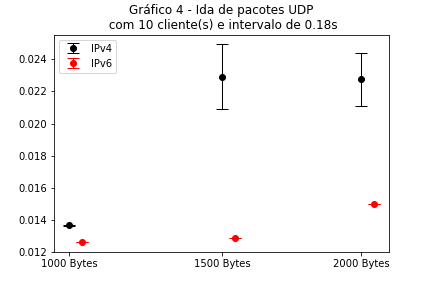 Gráfico 4 - Ida de pacotes UDP
com 10 cliente(s) e intervalo de 0.18s
IPv4
IPv6
0.024
0.022
0.020
0.018
0.016
0.014
0.012
1000 Bytes
1500 Bytes
2000 Bytes